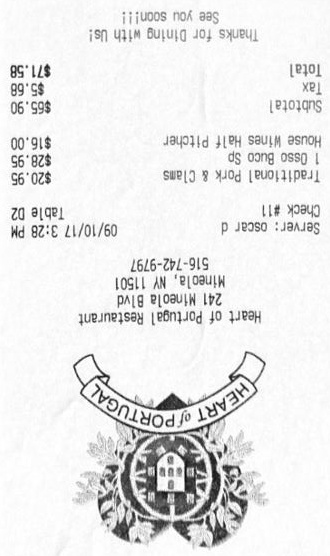 HEART of PORTUGAL
Heart of Portugal Restaurant
241 Mineola Blvd
Mineola, NY 11501
516-742-9797
Server: oscar d 09/10/17 3:28 PM
Check #11 Table D2
Traditional Pork & Clams $20.95
1 Osso Buco Sp $28.95
House Wines Half Pitcher $16.00
Subtotal $65.90
Tax $5.68
Total $71.58
Thanks for Dining with Us!
See you soon!!!